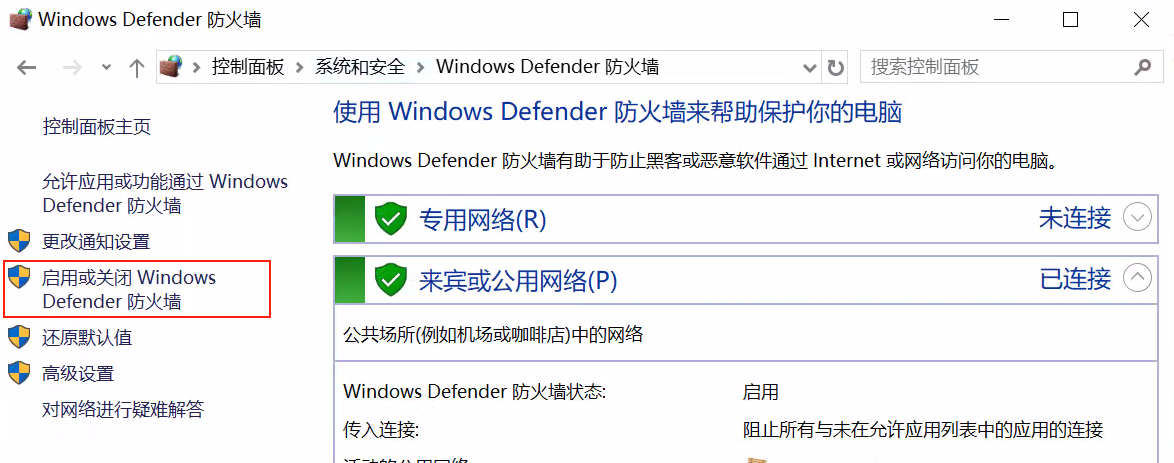 Windows Defender 防火墙
控制面板 系统和安全 Windows Defender 防火墙
搜索控制面板
控制面板主页
允许应用或功能通过 Windows
Defender 防火墙
更改通知设置
启用或关闭 Windows
Defender 防火墙
还原默认值
高级设置
对网络进行疑难解答
使用 Windows Defender 防火墙来帮助保护你的电脑
Windows Defender 防火墙有助于防止黑客或恶意软件通过 Internet 或网络访问你的电脑。
专用网络(R) 未连接
来宾或公用网络(P) 已连接
公共场所(例如机场或咖啡店)中的网络
Windows Defender 防火墙状态: 启用
传入连接: 阻止所有与未在允许应用列表中的应用的连接